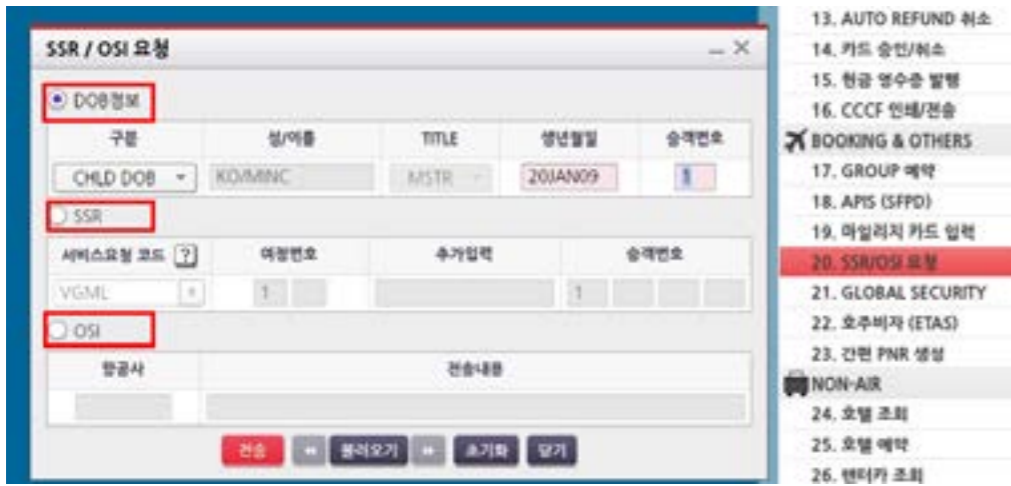 SSR / OSI 요청
DOB정보
구분 성/이름 TITLE 생년월일 승객번호
CHLD DOB KO/MINC MSTR 20JAN09 1
SSR
서비스요청 코드 ? 여정번호 추가입력 승객번호
VGML 1 1
OSI
항공사 전송내용
전송 불러오기 초기화 닫기
13. AUTO REFUND 취소
14. 카드 승인/취소
15. 현금 영수증 발행
16. CCCF 인쇄/전송
BOOKING & OTHERS
17. GROUP 예약
18. APIS (SFPD)
19. 마일리지 카드 입력
20. SSR/OSI 요청
21. GLOBAL SECURITY
22. 호주비자 (ETAS)
23. 간편 PNR 생성
NON-AIR
24. 호텔 조회
25. 호텔 예약
26. 렌터카 조회